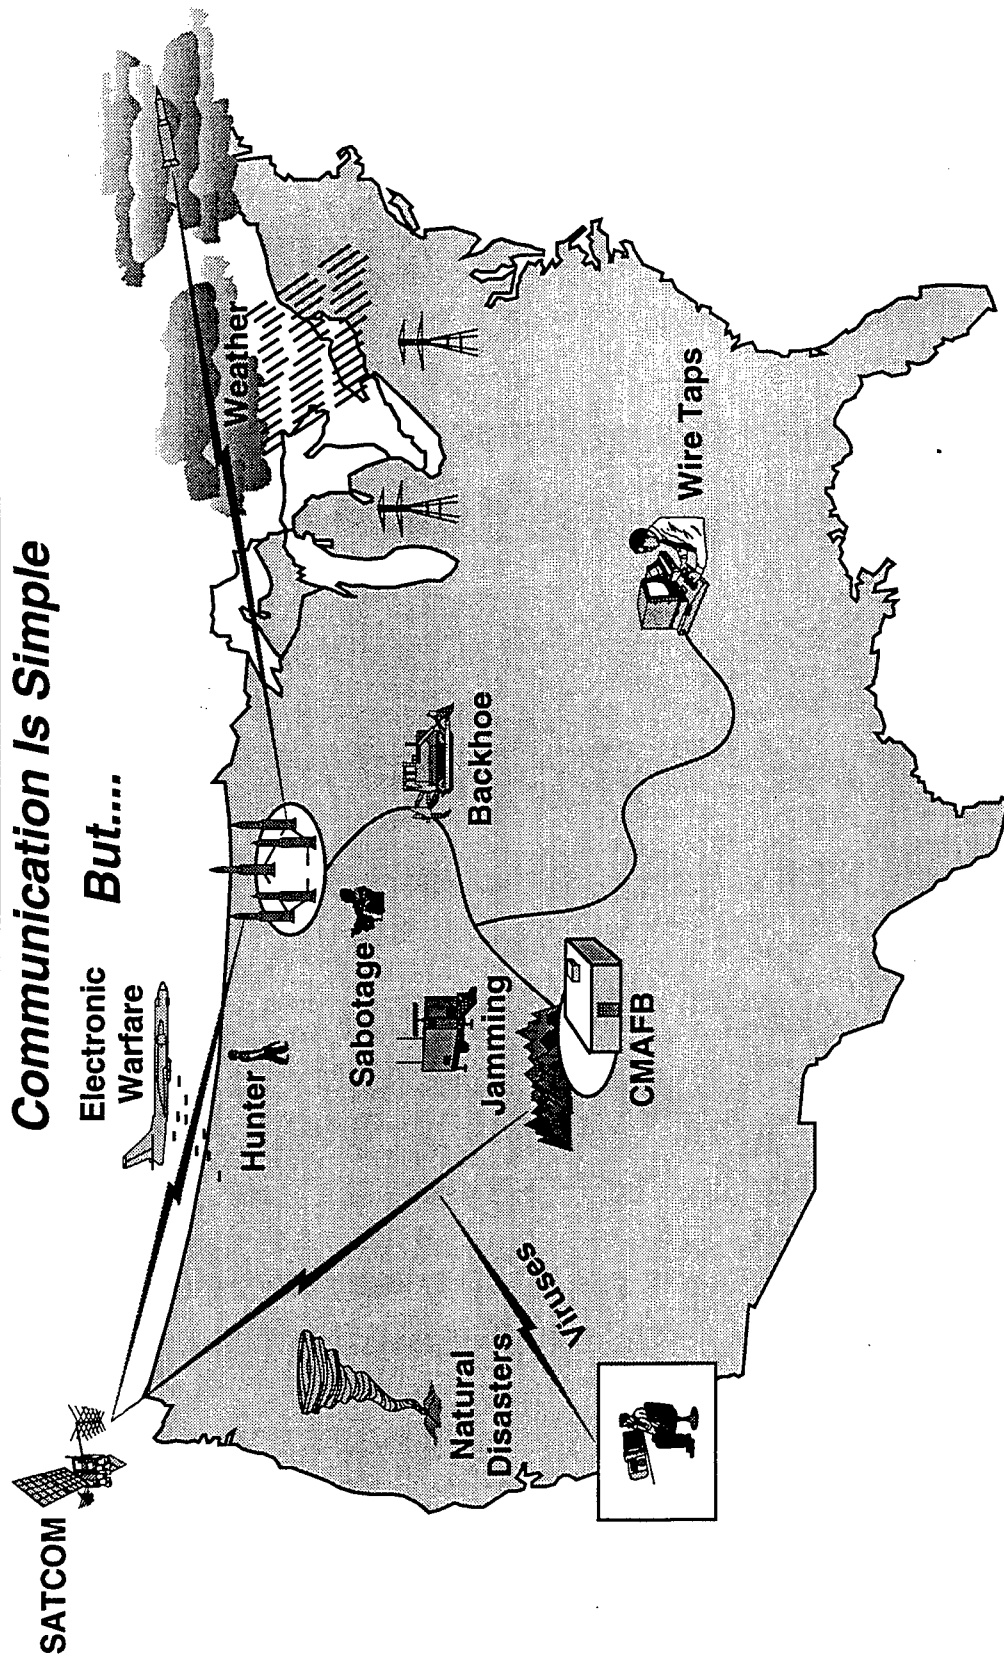 Communication Is Simple
But....
SATCOM
Electronic
Warfare
Weather
Hunter
Sabotage
Backhoe
Jamming
Natural
Disasters
Viruses
CMAFB
Wire Taps